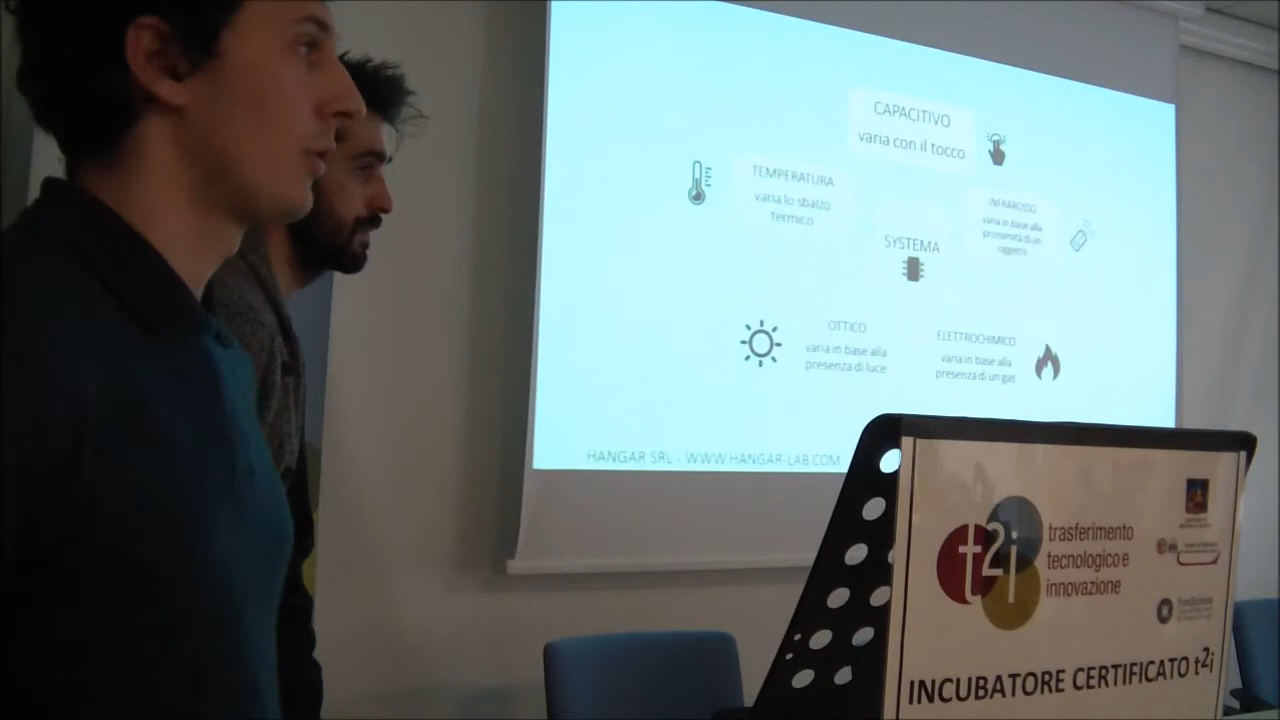 CAPACITIVO
varia con il tocco
TEMPERATURA
varia lo sbalzo
termico
INFRAROSSO
varia in base alla
prossimità di un
oggetto
SYSTEMA
OTTICO
varia in base alla
presenza di luce
ELETTROCHIMICO
varia in base alla
presenza di un gas
HANGAR SRL - WWW.HANGAR-LAB.COM
t2i
trasferimento
tecnologico e
innovazione
Fondazione
INCUBATORE CERTIFICATO t2i